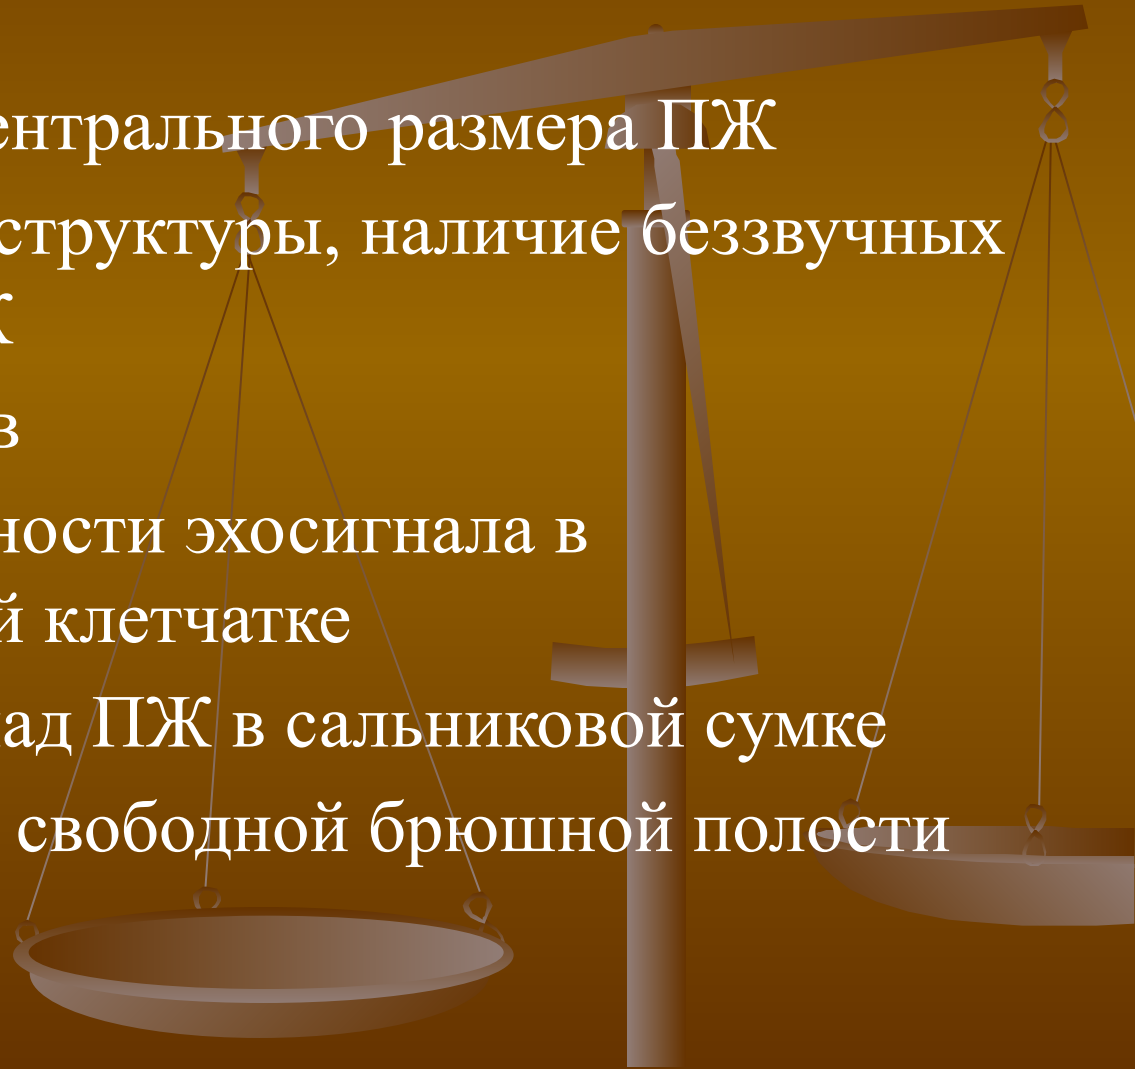 ентрального размера ПЖ
структуры, наличие беззвучных
Ж
в
ности эхосигнала в
й клетчатке
ад ПЖ в сальниковой сумке
свободной брюшной полости